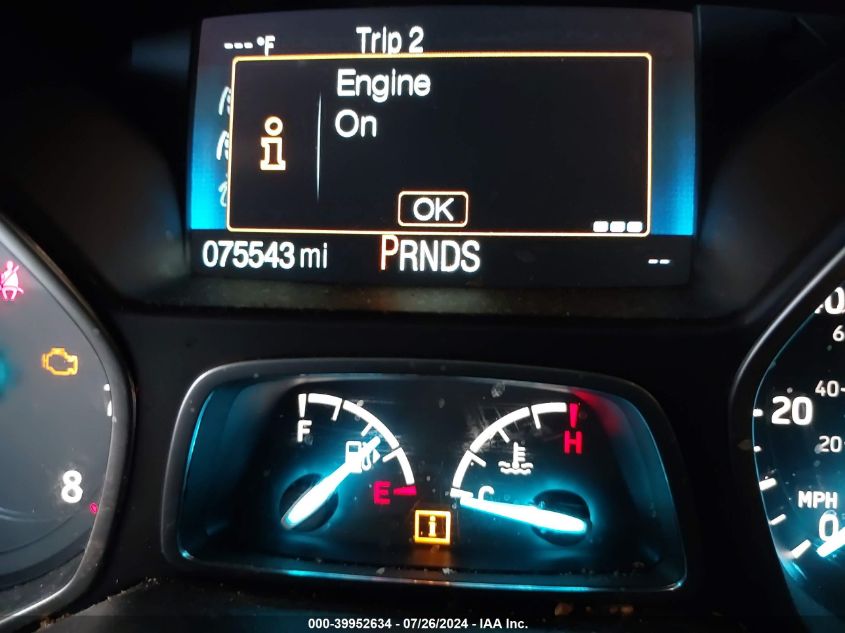 ---°F Trip 2
Engine
On
OK
075543 mi PRNDS --
F
E
C
H
8
20
40
20
6
MPH
0
000-39952634 - 07/26/2024 - IAA Inc.